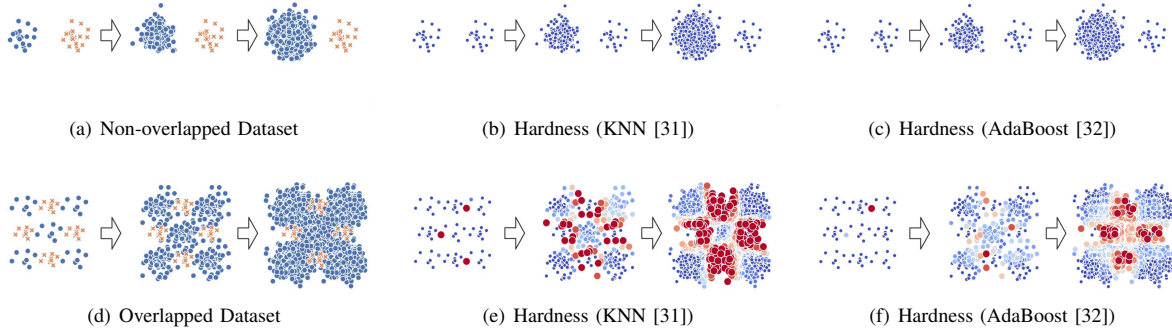 (a) Non-overlapped Dataset
(b) Hardness (KNN [31])
(c) Hardness (AdaBoost [32])
(d) Overlapped Dataset
(e) Hardness (KNN [31])
(f) Hardness (AdaBoost [32])